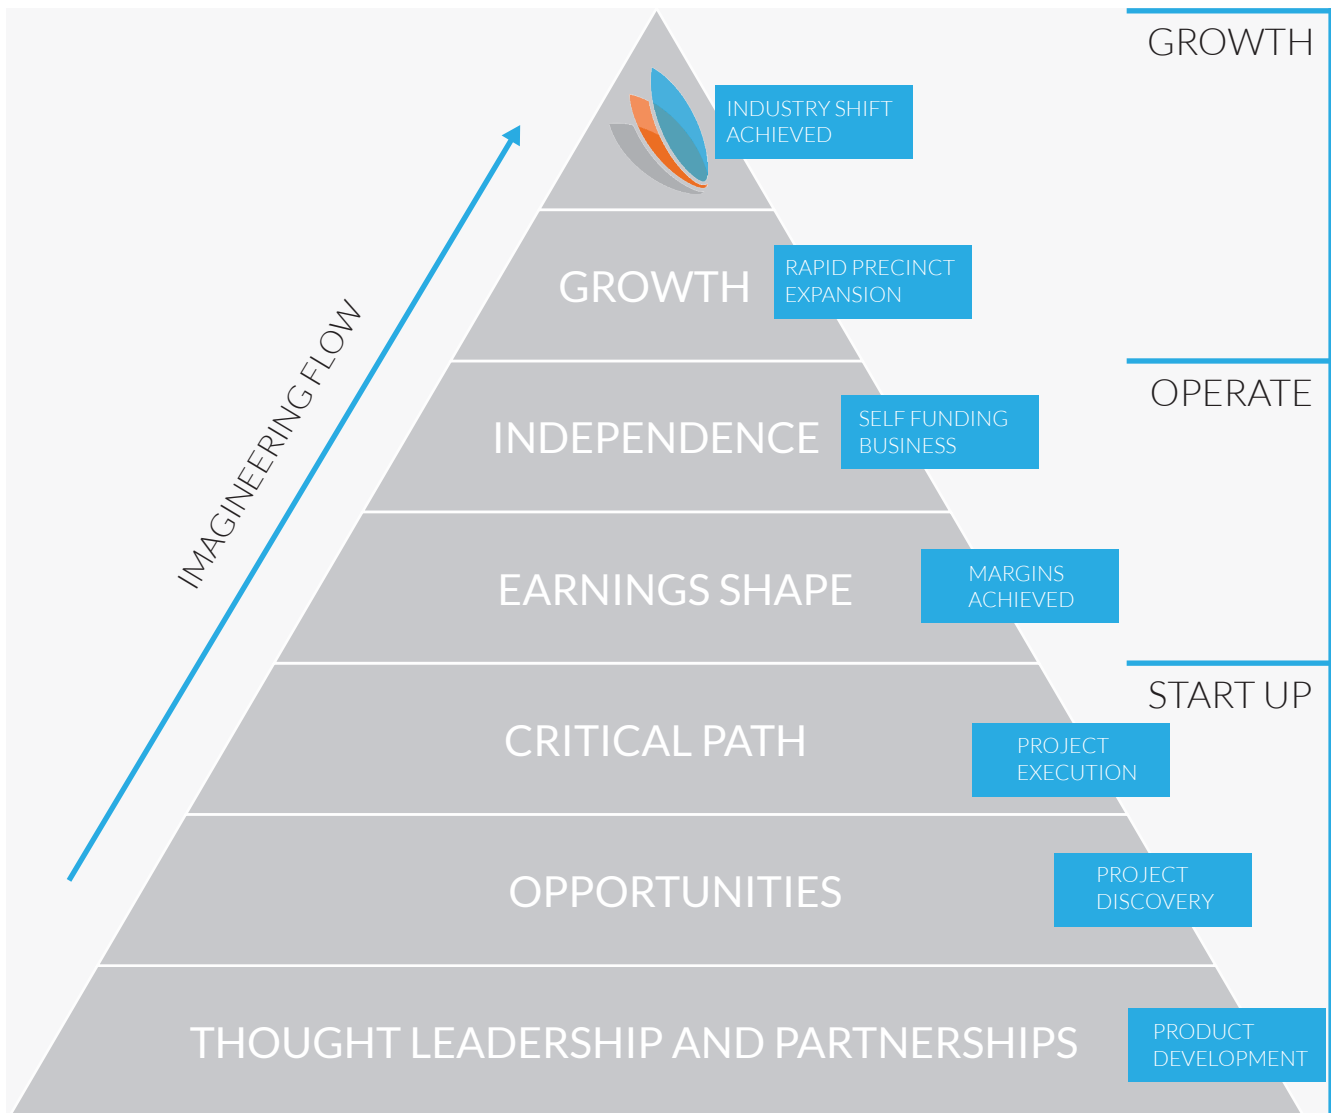 GROWTH
INDUSTRY SHIFT
ACHIEVED
GROWTH
RAPID PRECINCT
EXPANSION
IMAGINEERING FLOW
OPERATE
INDEPENDENCE
SELF FUNDING
BUSINESS
EARNINGS SHAPE
MARGINS
ACHIEVED
START UP
CRITICAL PATH
PROJECT
EXECUTION
OPPORTUNITIES
PROJECT
DISCOVERY
THOUGHT LEADERSHIP AND PARTNERSHIPS
PRODUCT
DEVELOPMENT